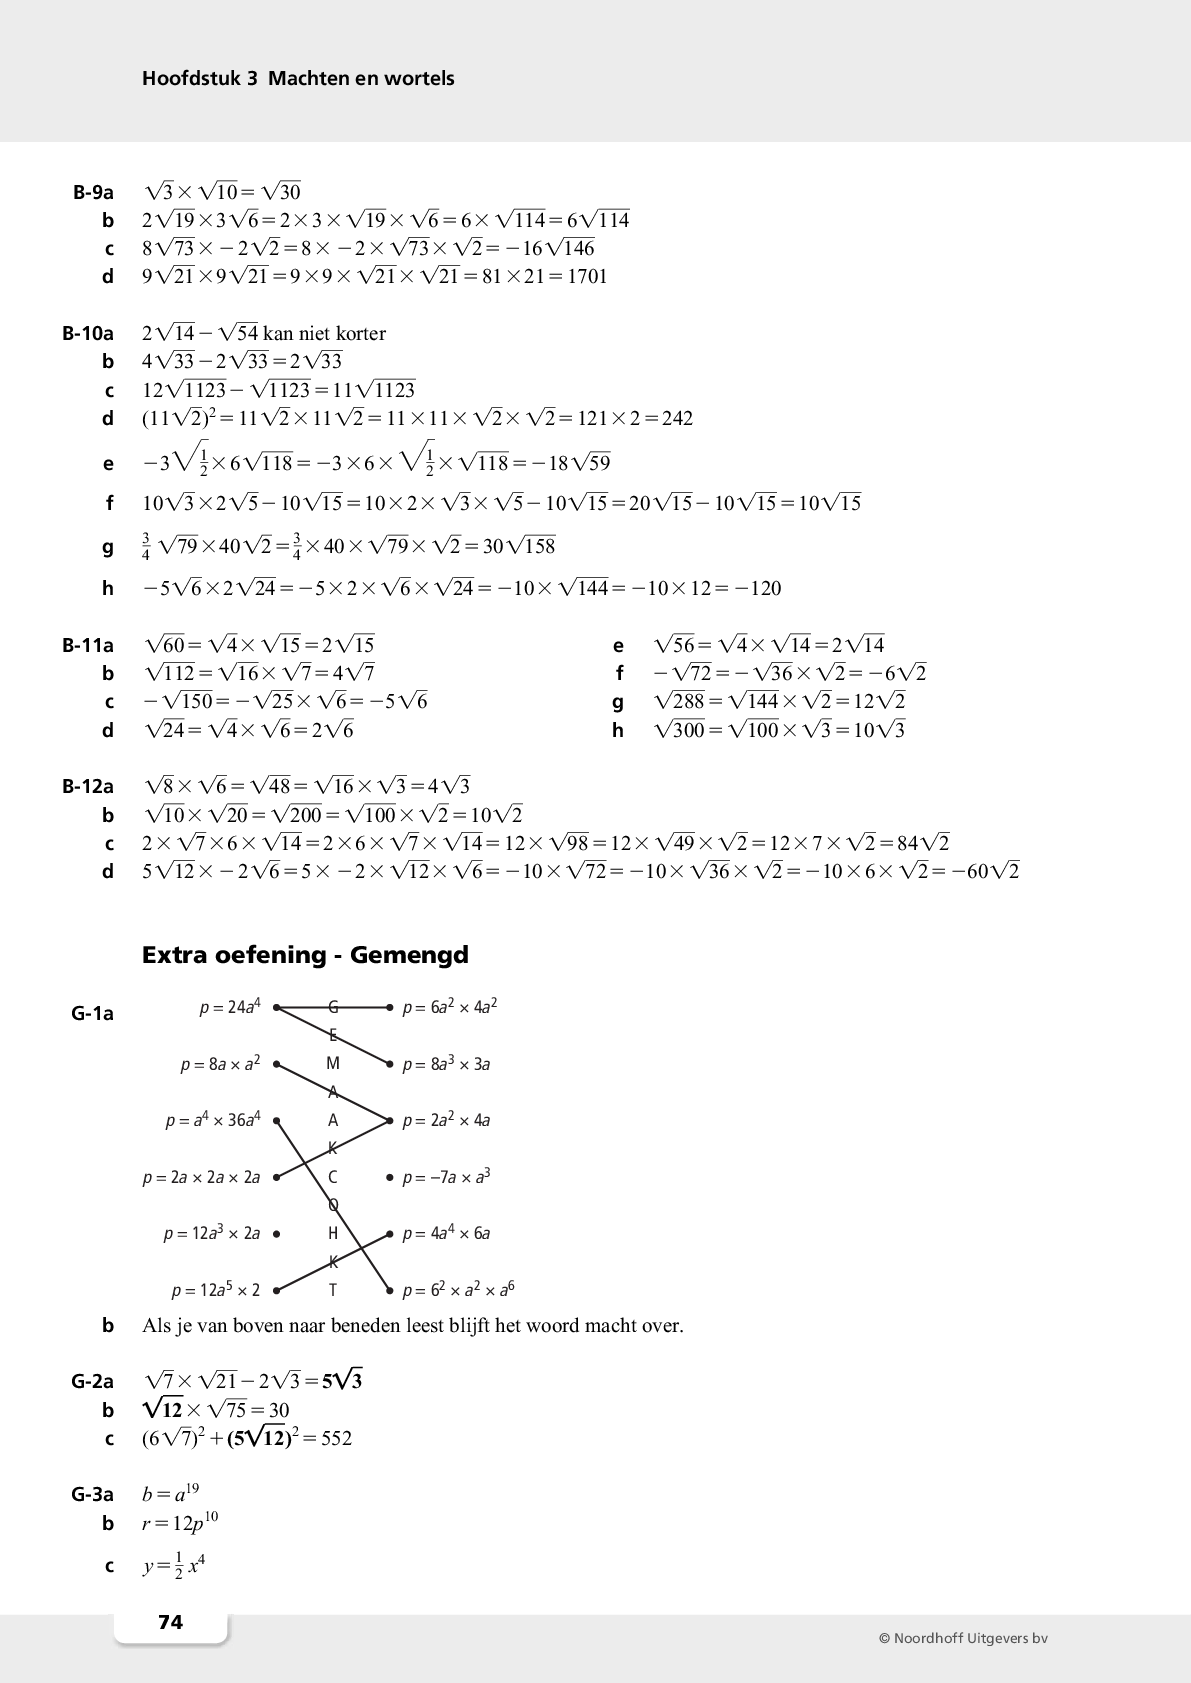 Hoofdstuk 3 Machten en wortels
B-9a √3 × √10 = √30
b 2√19 × 3√6 = 2 × 3 × √19 × √6 = 6 × √114 = 6√114
c 8√73 × −2√2 = 8 × −2 × √73 × √2 = −16√146
d 9√21 × 9√21 = 9 × 9 × √21 × √21 = 81 × 21 = 1701
B-10a 2√14 − √54 kan niet korter
b 4√33 − 2√33 = 2√33
c 12√1123 − √1123 = 11√1123
d (11√2)² = 11√2 × 11√2 = 11 × 11 × √2 × √2 = 121 × 2 = 242
e −3√½ × 6√118 = −3 × 6 × √½ × √118 = −18√59
f 10√3 × 2√5 − 10√15 = 10 × 2 × √3 × √5 − 10√15 = 20√15 − 10√15 = 10√15
g ¾ √79 × 40√2 = ¾ × 40 × √79 × √2 = 30√158
h −5√6 × 2√24 = −5 × 2 × √6 × √24 = −10 × √144 = −10 × 12 = −120
B-11a √60 = √4 × √15 = 2√15
b √112 = √16 × √7 = 4√7
c −√150 = −√25 × √6 = −5√6
d √24 = √4 × √6 = 2√6
e √56 = √4 × √14 = 2√14
f −√72 = −√36 × √2 = −6√2
g √288 = √144 × √2 = 12√2
h √300 = √100 × √3 = 10√3
B-12a √8 × √6 = √48 = √16 × √3 = 4√3
b √10 × √20 = √200 = √100 × √2 = 10√2
c 2 × √7 × 6 × √14 = 2 × 6 × √7 × √14 = 12 × √98 = 12 × √49 × √2 = 12 × 7 × √2 = 84√2
d 5√12 × −2√6 = 5 × −2 × √12 × √6 = −10 × √72 = −10 × √36 × √2 = −10 × 6 × √2 = −60√2
Extra oefening - Gemengd
G-1a p = 24a⁴ G p = 6a² × 4a²
E
p = 8a × a² M p = 8a³ × 3a
A
p = a⁴ × 36a⁴ A p = 2a² × 4a
K
p = 2a × 2a × 2a C p = –7a × a³
O
p = 12a³ × 2a H p = 4a⁴ × 6a
K
p = 12a⁵ × 2 T p = 6² × a² × a⁶
b Als je van boven naar beneden leest blijft het woord macht over.
G-2a √7 × √21 − 2√3 = 5√3
b √12 × √75 = 30
c (6√7)² + (5√12)² = 552
G-3a b = a¹⁹
b r = 12p¹⁰
c y = ½ x⁴
74
© Noordhoff Uitgevers bv